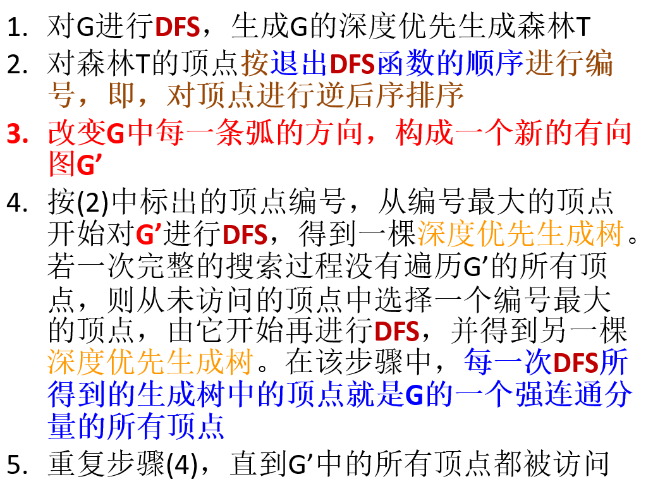 1. 对G进行DFS，生成G的深度优先生成森林T
2. 对森林T的顶点按退出DFS函数的顺序进行编
号，即，对顶点进行逆后序排序
3. 改变G中每一条弧的方向，构成一个新的有向
图G’
4. 按(2)中标出的顶点编号，从编号最大的顶点
开始对G’进行DFS，得到一棵深度优先生成树。
若一次完整的搜索过程没有遍历G’的所有顶
点，则从未访问的顶点中选择一个编号最大
的顶点，由它开始再进行DFS，并得到另一棵
深度优先生成树。在该步骤中，每一次DFS所
得到的生成树中的顶点就是G的一个强连通分
量的所有顶点
5. 重复步骤(4)，直到G’中的所有顶点都被访问